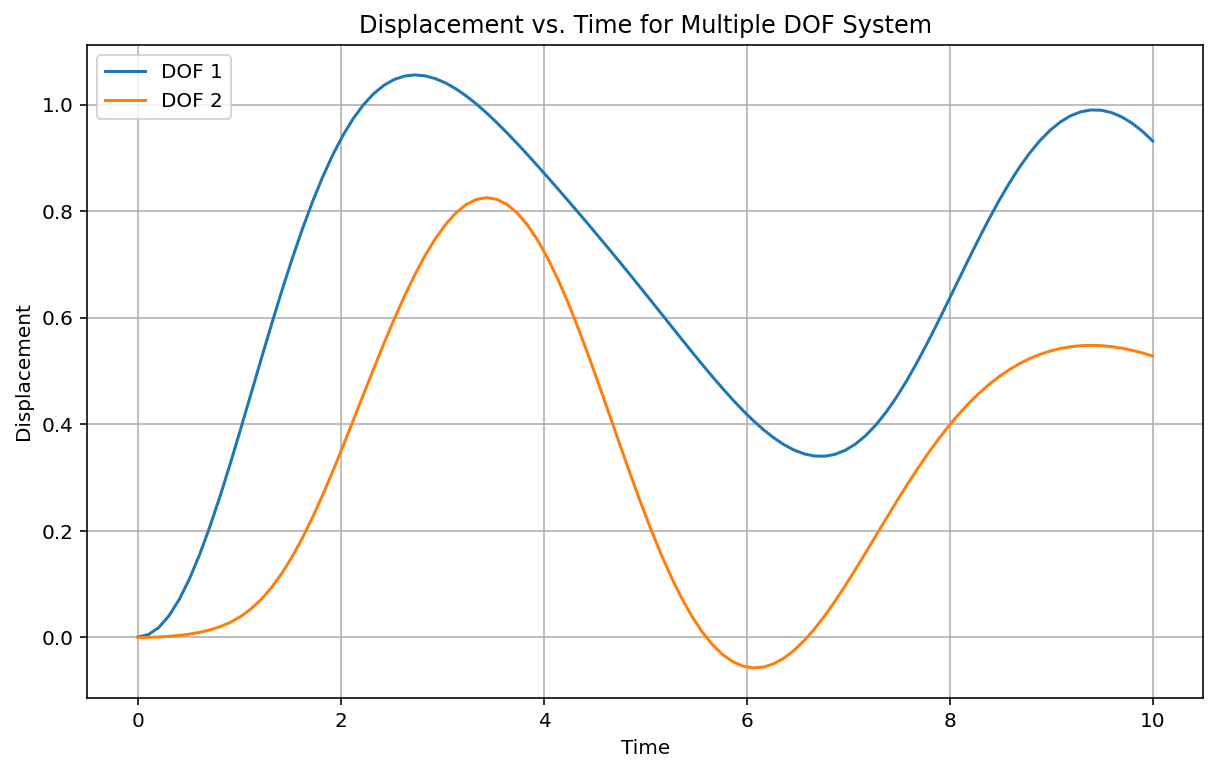 Displacement vs. Time for Multiple DOF System
DOF 1
DOF 2
1.0
0.8
0.6
0.4
0.2
0.0
Displacement
0 2 4 6 8 10
Time